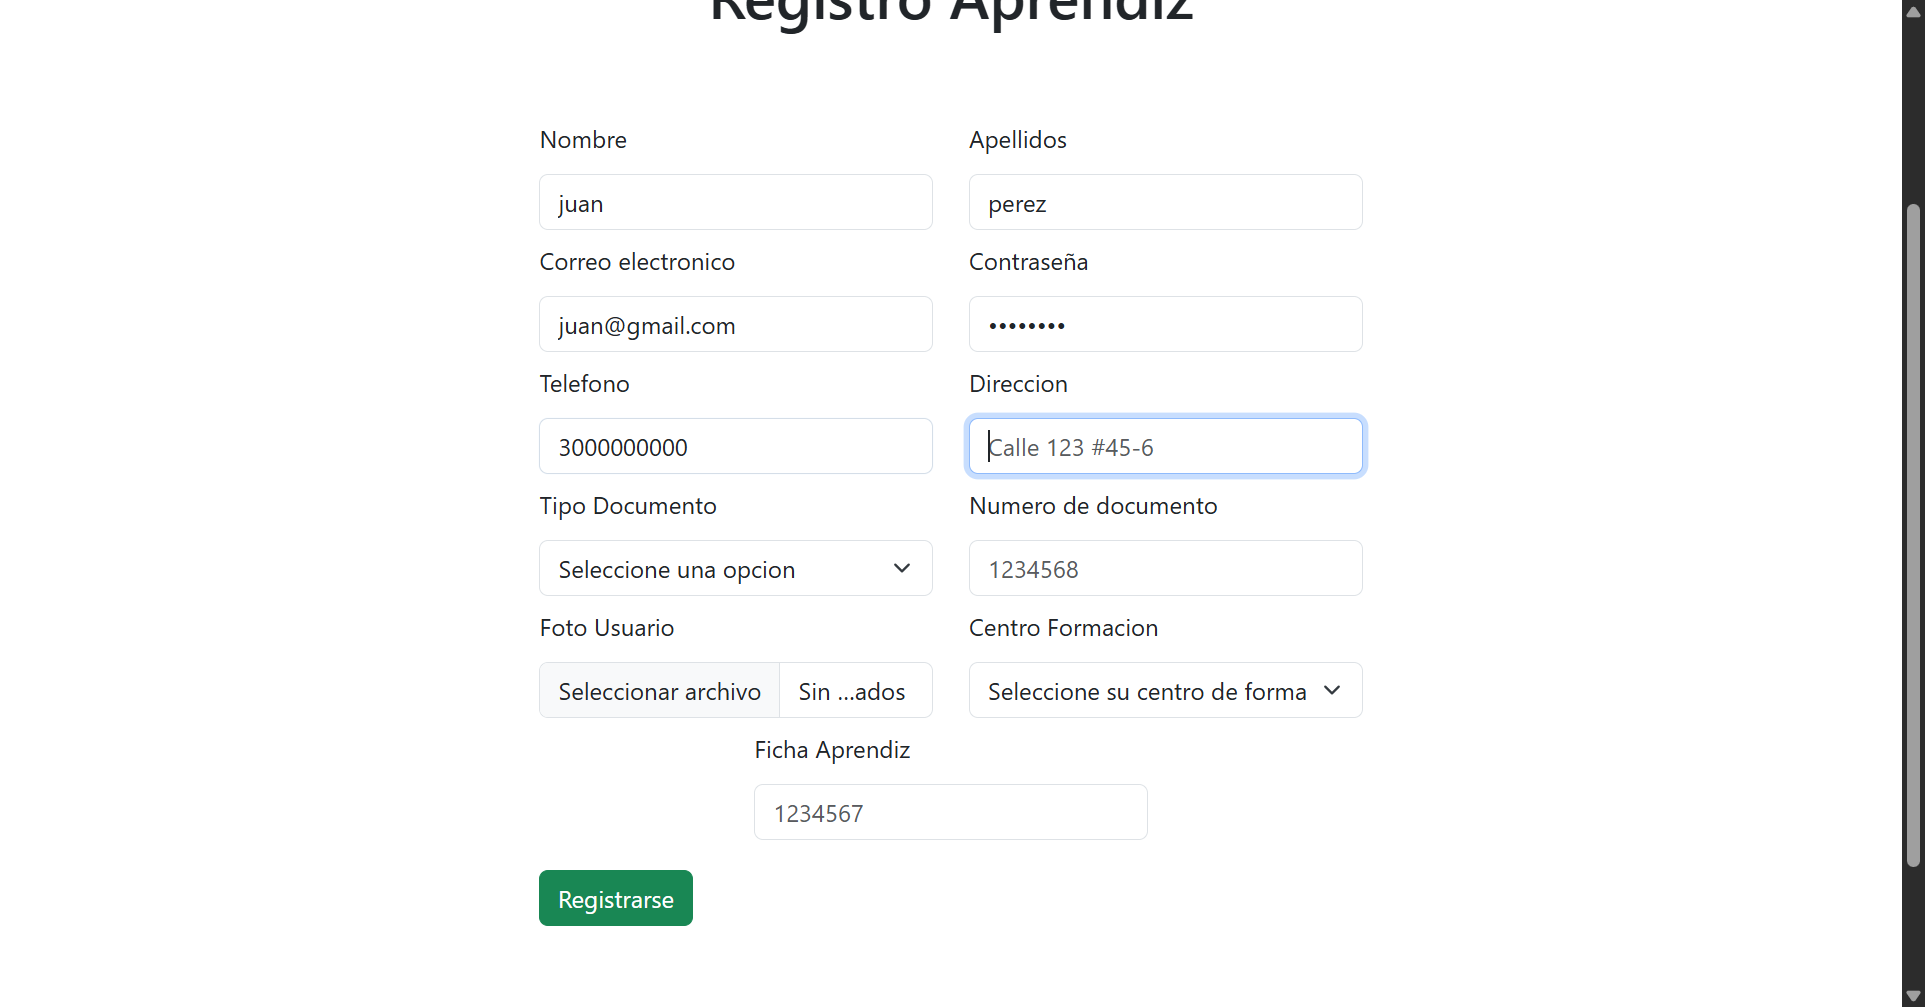 Registro Aprendiz
Nombre
Apellidos
juan
perez
Correo electronico
Contraseña
juan@gmail.com
••••••••
Telefono
Direccion
3000000000
Calle 123 #45-6
Tipo Documento
Numero de documento
Seleccione una opcion
1234568
Foto Usuario
Centro Formacion
Seleccionar archivo
Sin ...ados
Seleccione su centro de forma
Ficha Aprendiz
1234567
Registrarse